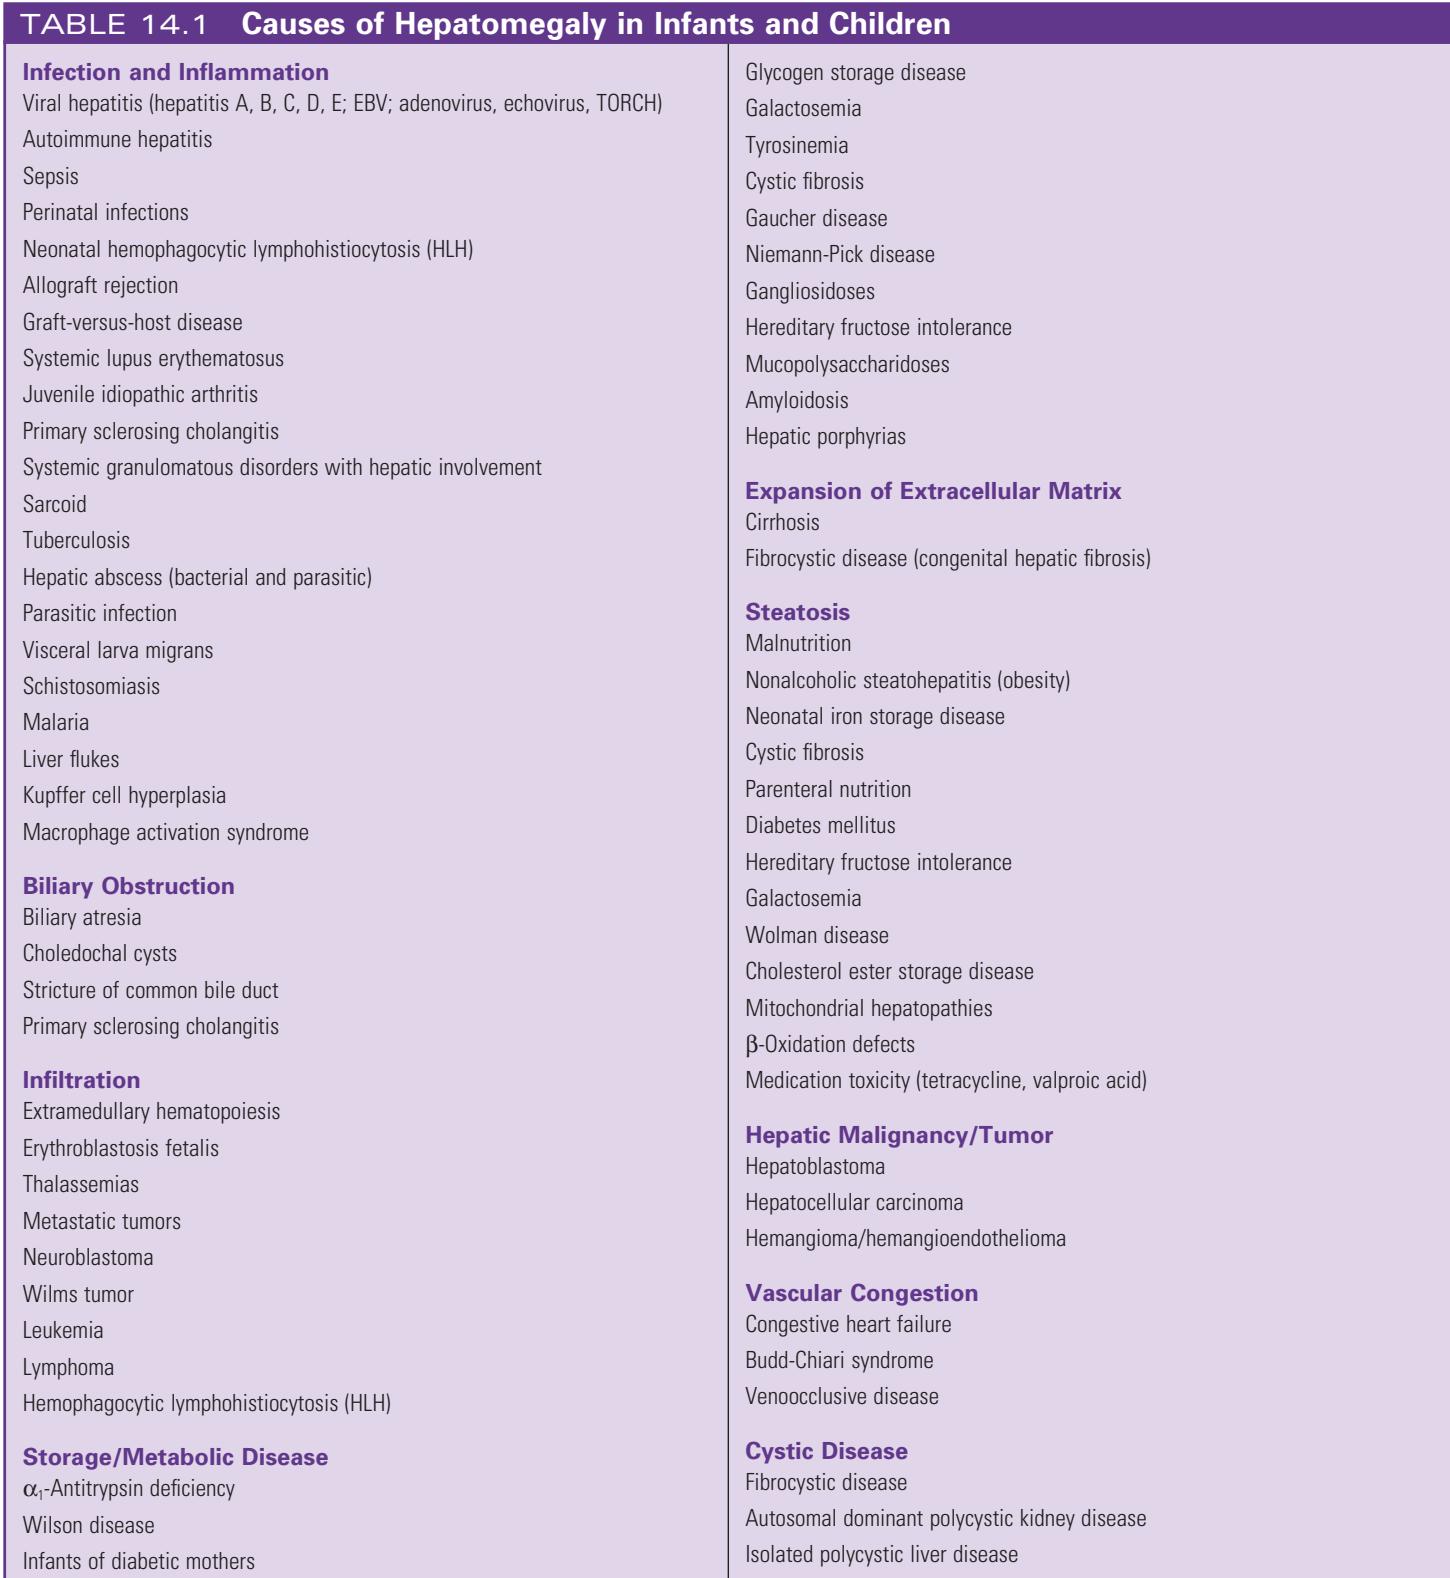 TABLE 14.1 Causes of Hepatomegaly in Infants and Children
Infection and Inflammation
Viral hepatitis (hepatitis A, B, C, D, E; EBV; adenovirus, echovirus, TORCH)
Autoimmune hepatitis
Sepsis
Perinatal infections
Neonatal hemophagocytic lymphohistiocytosis (HLH)
Allograft rejection
Graft-versus-host disease
Systemic lupus erythematosus
Juvenile idiopathic arthritis
Primary sclerosing cholangitis
Systemic granulomatous disorders with hepatic involvement
Sarcoid
Tuberculosis
Hepatic abscess (bacterial and parasitic)
Parasitic infection
Visceral larva migrans
Schistosomiasis
Malaria
Liver flukes
Kupffer cell hyperplasia
Macrophage activation syndrome
Biliary Obstruction
Biliary atresia
Choledochal cysts
Stricture of common bile duct
Primary sclerosing cholangitis
Infiltration
Extramedullary hematopoiesis
Erythroblastosis fetalis
Thalassemias
Metastatic tumors
Neuroblastoma
Wilms tumor
Leukemia
Lymphoma
Hemophagocytic lymphohistiocytosis (HLH)
Storage/Metabolic Disease
α₁-Antitrypsin deficiency
Wilson disease
Infants of diabetic mothers
Glycogen storage disease
Galactosemia
Tyrosinemia
Cystic fibrosis
Gaucher disease
Niemann-Pick disease
Gangliosidoses
Hereditary fructose intolerance
Mucopolysaccharidoses
Amyloidosis
Hepatic porphyrias
Expansion of Extracellular Matrix
Cirrhosis
Fibrocystic disease (congenital hepatic fibrosis)
Steatosis
Malnutrition
Nonalcoholic steatohepatitis (obesity)
Neonatal iron storage disease
Cystic fibrosis
Parenteral nutrition
Diabetes mellitus
Hereditary fructose intolerance
Galactosemia
Wolman disease
Cholesterol ester storage disease
Mitochondrial hepatopathies
β-Oxidation defects
Medication toxicity (tetracycline, valproic acid)
Hepatic Malignancy/Tumor
Hepatoblastoma
Hepatocellular carcinoma
Hemangioma/hemangioendothelioma
Vascular Congestion
Congestive heart failure
Budd-Chiari syndrome
Venoocclusive disease
Cystic Disease
Fibrocystic disease
Autosomal dominant polycystic kidney disease
Isolated polycystic liver disease